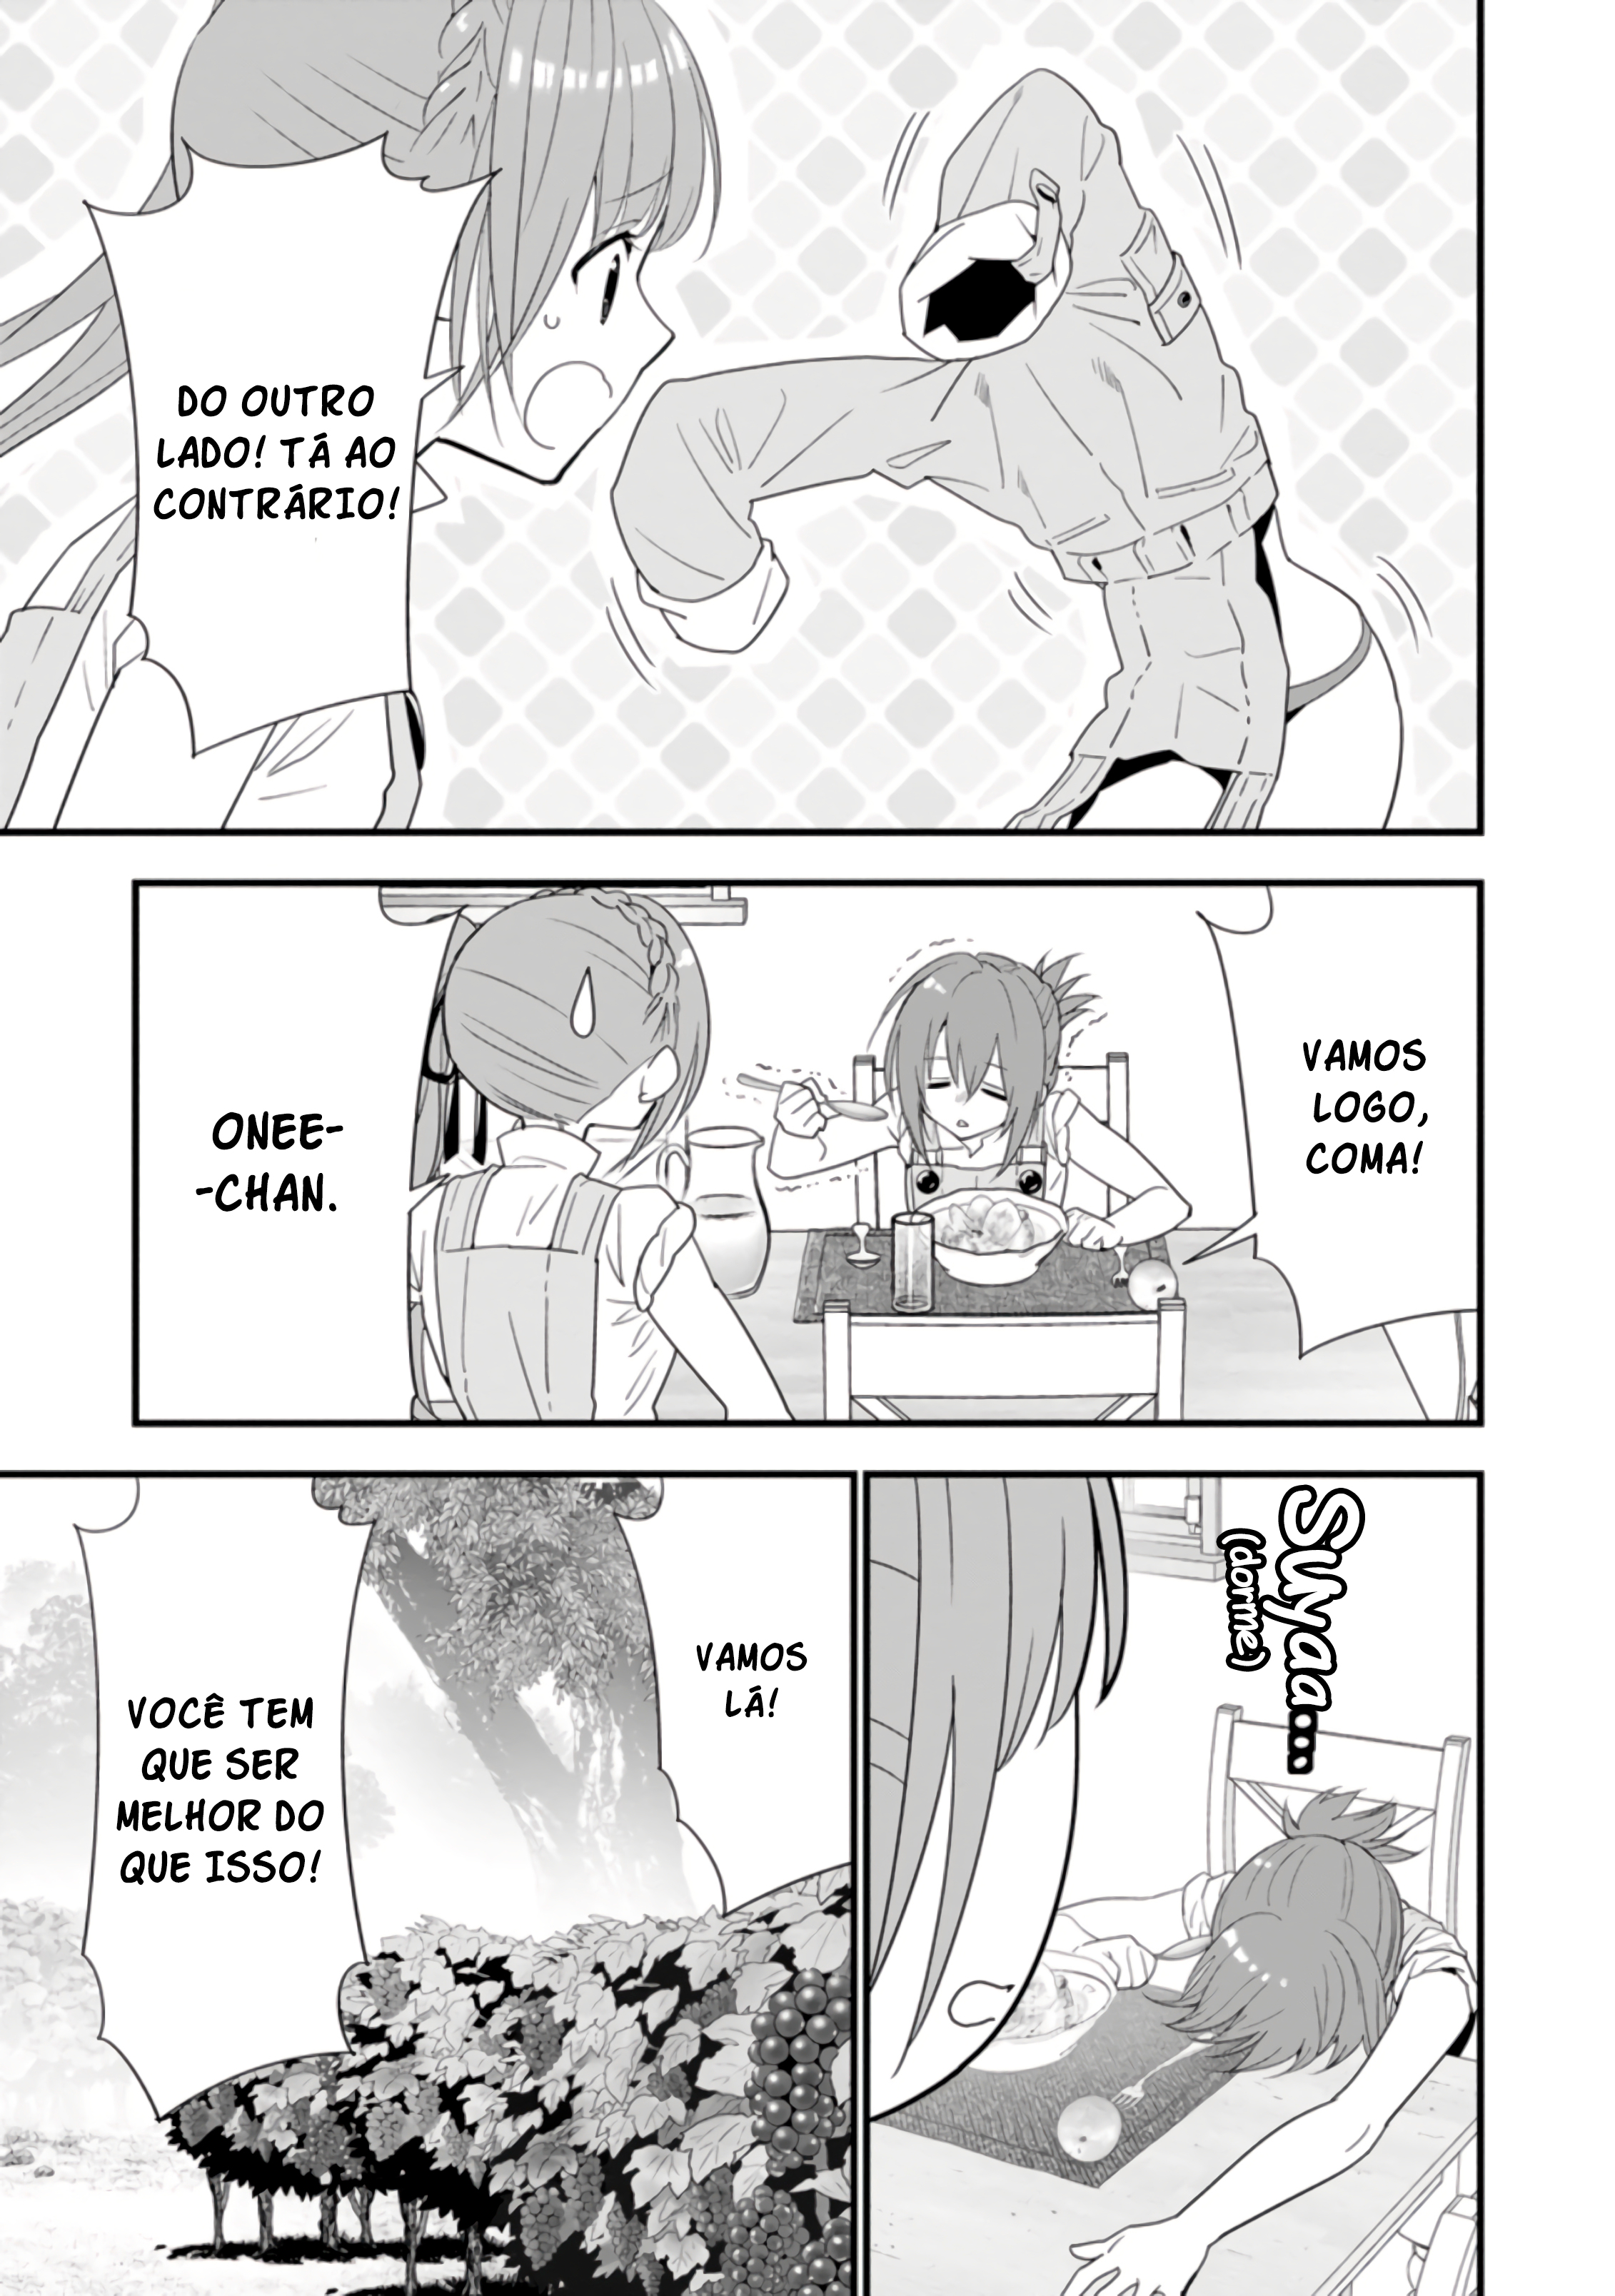 DO OUTRO
LADO! TÁ AO
CONTRÁRIO!
VAMOS
LOGO,
COMA!
ONEE-
-CHAN.
Suyaa...
(dorme)
VAMOS
LÁ!
VOCÊ TEM
QUE SER
MELHOR DO
QUE ISSO!